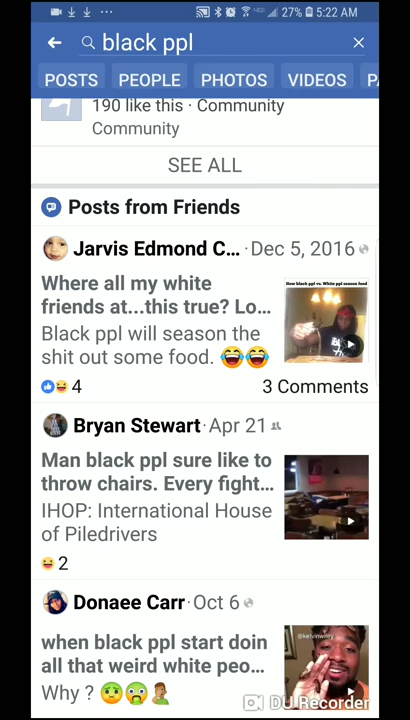 27% 5:22 AM
black ppl
POSTS PEOPLE PHOTOS VIDEOS PA
190 like this · Community
Community
SEE ALL
Posts from Friends
Jarvis Edmond C... · Dec 5, 2016
Where all my white
friends at...this true? Lo...
Black ppl will season the
shit out some food. 😂😂
How black ppl vs. White ppl season food
4 3 Comments
Bryan Stewart · Apr 21
Man black ppl sure like to
throw chairs. Every fight...
IHOP: International House
of Piledrivers
2
Donaee Carr · Oct 6
when black ppl start doin
all that weird white peo...
Why ? 🤢🤮🤦🏽‍♂️
@kelvinwiley
DU Recorder